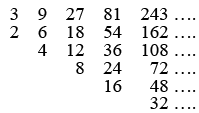 3 9 27 81 243 ....
2 6 18 54 162 ....
4 12 36 108 ....
8 24 72 ....
16 48 ....
32 ....